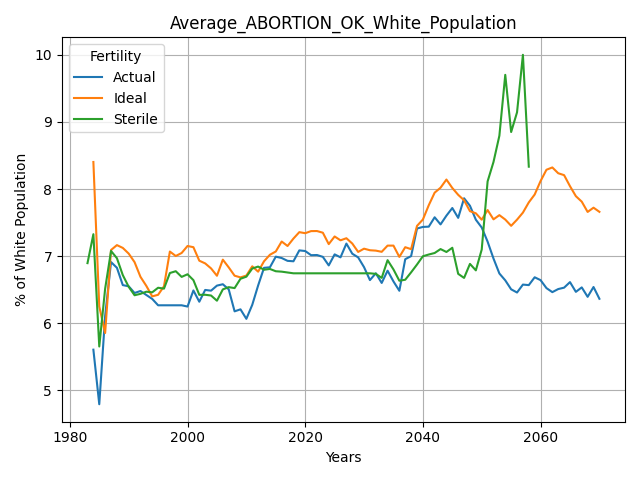 Average_ABORTION_OK_White_Population
Fertility
Actual
Ideal
Sterile
% of White Population
10
9
8
7
6
5
1980 2000 2020 2040 2060
Years